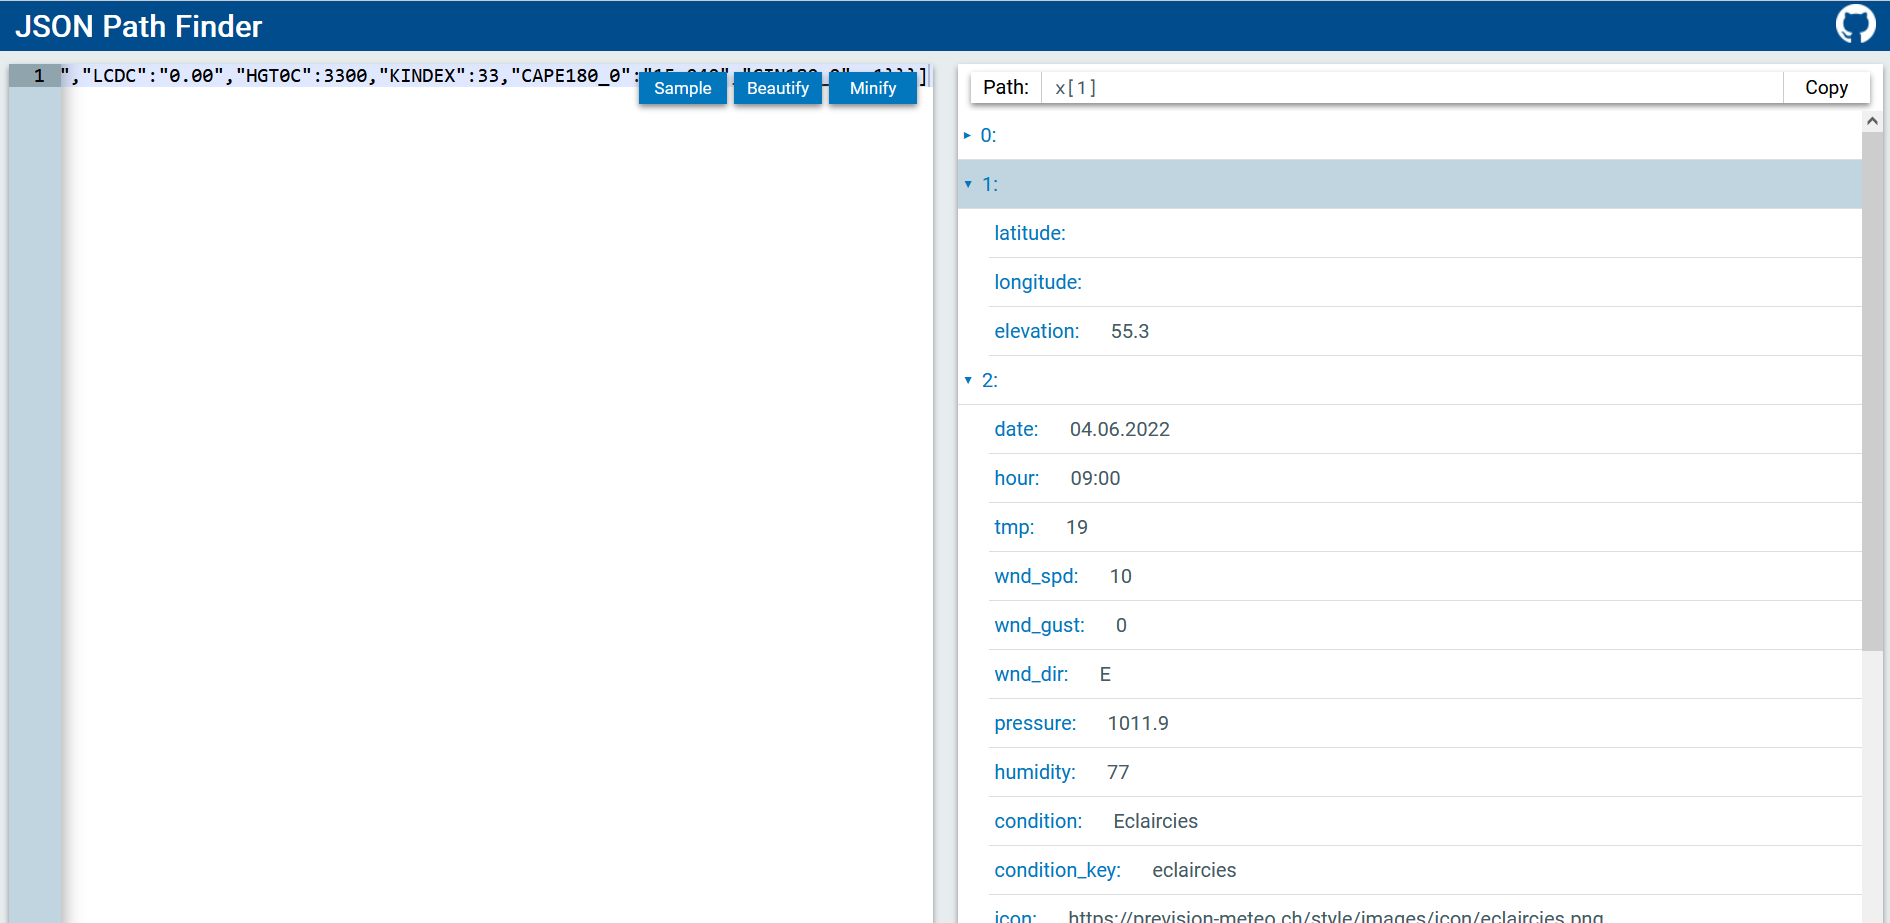 JSON Path Finder
1 ","LCDC":"0.00","HGT0C":3300,"KINDEX":33,"CAPE180_0":
Sample Beautify Minify
Path: x[1] Copy
0:
1:
latitude:
longitude:
elevation: 55.3
2:
date: 04.06.2022
hour: 09:00
tmp: 19
wnd_spd: 10
wnd_gust: 0
wnd_dir: E
pressure: 1011.9
humidity: 77
condition: Eclaircies
condition_key: eclaircies
icon: https://prevision-meteo.ch/style/images/icon/eclaircies.png